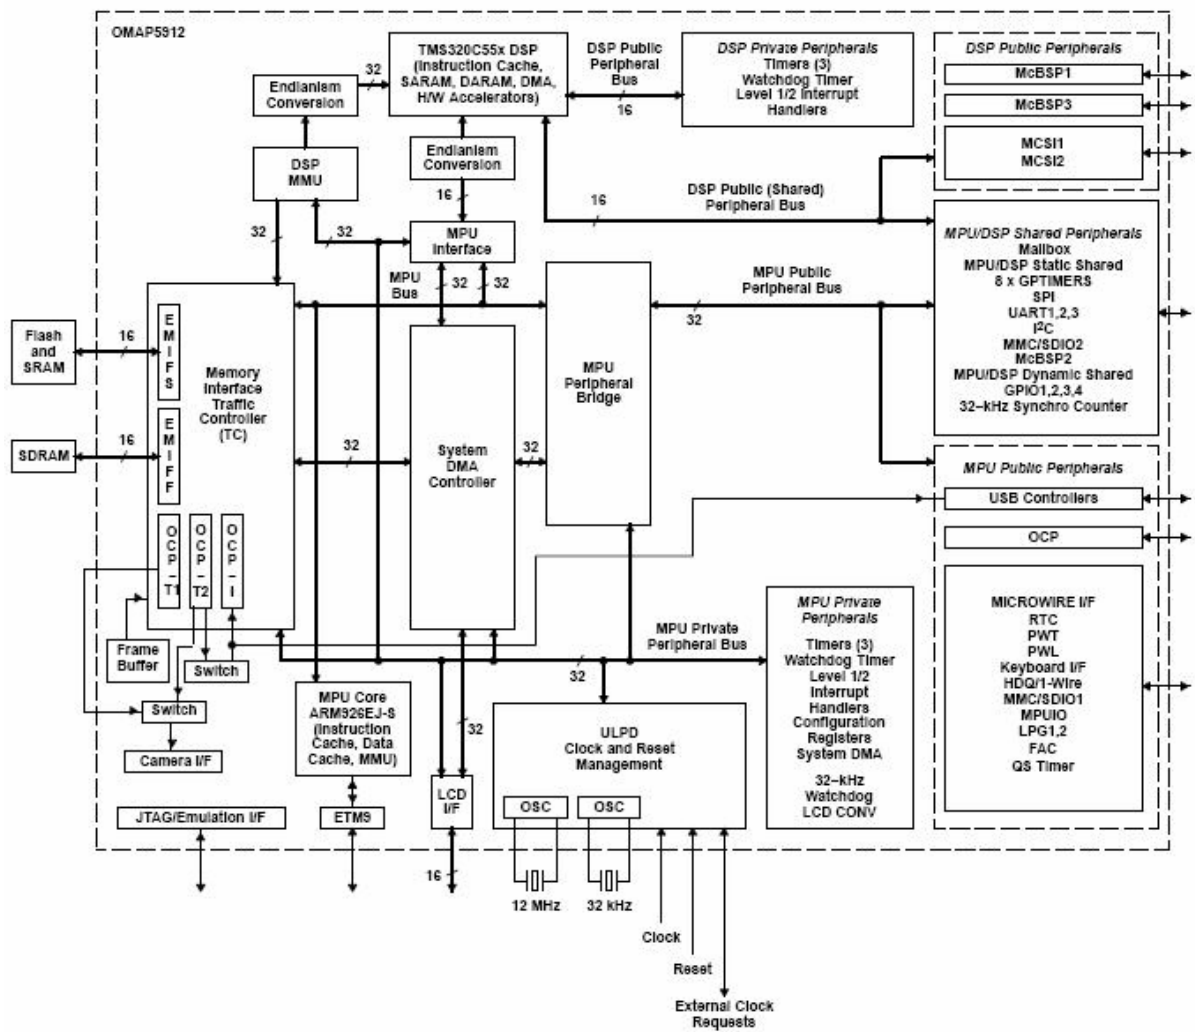 OMAP5912
TMS320C55x DSP
(Instruction Cache,
SARAM, DARAM, DMA,
H/W Accelerators)
32
Endianism
Conversion
DSP Public
Peripheral
Bus
16
DSP Private Peripherals
Timers (3)
Watchdog Timer
Level 1/2 Interrupt
Handlers
DSP Public Peripherals
McBSP1
McBSP3
MCSI1
MCSI2
DSP
MMU
Endianism
Conversion
16
DSP Public (Shared)
Peripheral Bus
16
32
32
MPU
Interface
MPU
Bus
32
32
MPU Public
Peripheral Bus
32
MPU/DSP Shared Peripherals
Mailbox
MPU/DSP Static Shared
8 x GPTIMERS
SPI
UART1,2,3
I²C
MMC/SDIO2
McBSP2
MPU/DSP Dynamic Shared
GPIO1,2,3,4
32–kHz Synchro Counter
Flash
and
SRAM
16
EMIFS
SDRAM
16
EMIFF
Memory
Interface
Traffic
Controller
(TC)
32
System
DMA
Controller
32
MPU
Peripheral
Bridge
OCP_T1
OCP_T2
OCP_I
MPU Public Peripherals
USB Controllers
OCP
MICROWIRE I/F
RTC
PWT
PWL
Keyboard I/F
HDQ/1-Wire
MMC/SDIO1
MPUIO
LPG1,2
FAC
QS Timer
Frame
Buffer
Switch
Switch
Camera I/F
MPU Core
ARM926EJ-S
(Instruction
Cache, Data
Cache, MMU)
32
MPU Private
Peripheral Bus
32
MPU Private
Peripherals
Timers (3)
Watchdog Timer
Level 1/2
Interrupt
Handlers
Configuration
Registers
System DMA
32–kHz
Watchdog
LCD CONV
ULPD
Clock and Reset
Management
OSC
OSC
JTAG/Emulation I/F
ETM9
LCD
I/F
16
12 MHz
32 kHz
Clock
Reset
External Clock
Requests